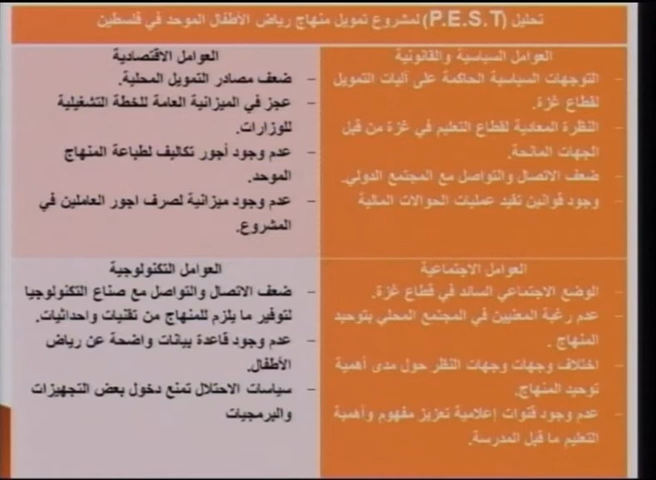 تحليل (P.E.S.T) لمشروع تمويل منهاج رياض الأطفال الموحد في فلسطين
العوامل السياسية والقانونية
– التوجهات السياسية الحاكمة على آليات التمويل
لقطاع غزة.
– النظرة المعادية لقطاع التعليم في غزة من قبل
الجهات المانحة.
– ضعف الاتصال والتواصل مع المجتمع الدولي.
– وجود قوانين تقيد عمليات الحوالات المالية
العوامل الاقتصادية
– ضعف مصادر التمويل المحلية.
– عجز في الميزانية العامة للخطة التشغيلية
للوزارات.
– عدم وجود أجور تكاليف لطباعة المنهاج
الموحد.
– عدم وجود ميزانية لصرف اجور العاملين في
المشروع.
العوامل الاجتماعية
– الوضع الاجتماعي السائد في قطاع غزة.
– عدم رغبة المعنيين في المجتمع المحلي بتوحيد
المنهاج .
– اختلاف وجهات وجهات النظر حول مدى أهمية
توحيد المنهاج.
– عدم وجود قنوات إعلامية تعزيز مفهوم وأهمية
التعليم ما قبل المدرسة.
العوامل التكنولوجية
– ضعف الاتصال والتواصل مع صناع التكنولوجيا
لتوفير ما يلزم للمنهاج من تقنيات واحداثيات.
– عدم وجود قاعدة بيانات واضحة عن رياض
الأطفال.
– سياسات الاحتلال تمنع دخول بعض التجهيزات
والبرمجيات